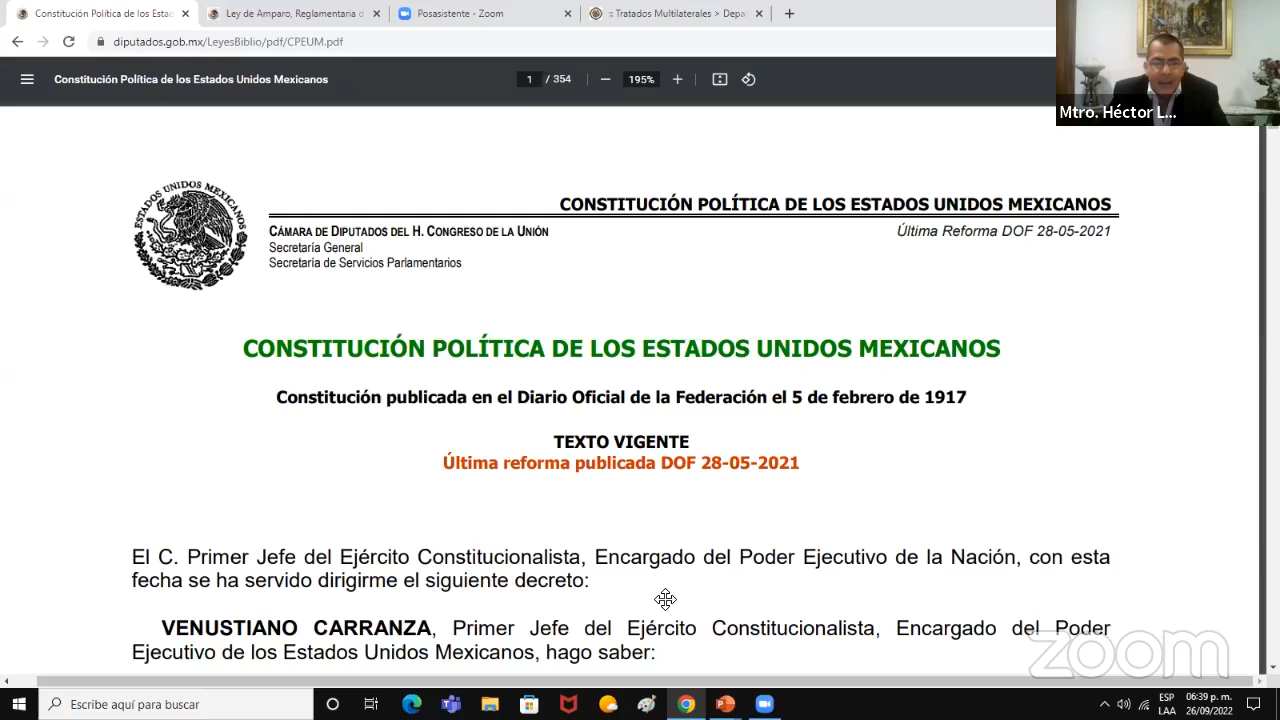 Constitución Política de los Estad
Ley de Amparo, Reglamentaria d
Posasistente - Zoom
:: Tratados Multilaterales > Depa
deputados.gob.mx/LeyesBiblio/pdf/CPEUM.pdf
Constitución Política de los Estados Unidos Mexicanos
1 / 354
195%
Mtro. Héctor L...
ESTADOS UNIDOS MEXICANOS
CONSTITUCIÓN POLÍTICA DE LOS ESTADOS UNIDOS MEXICANOS
CÁMARA DE DIPUTADOS DEL H. CONGRESO DE LA UNIÓN
Última Reforma DOF 28-05-2021
Secretaría General
Secretaría de Servicios Parlamentarios
CONSTITUCIÓN POLÍTICA DE LOS ESTADOS UNIDOS MEXICANOS
Constitución publicada en el Diario Oficial de la Federación el 5 de febrero de 1917
TEXTO VIGENTE
Última reforma publicada DOF 28-05-2021
El C. Primer Jefe del Ejército Constitucionalista, Encargado del Poder Ejecutivo de la Nación, con esta
fecha se ha servido dirigirme el siguiente decreto:
VENUSTIANO CARRANZA, Primer Jefe del Ejército Constitucionalista, Encargado del Poder
Ejecutivo de los Estados Unidos Mexicanos, hago saber:
zoom
Escribe aquí para buscar
ESP
LAA
06:39 p. m.
26/09/2022